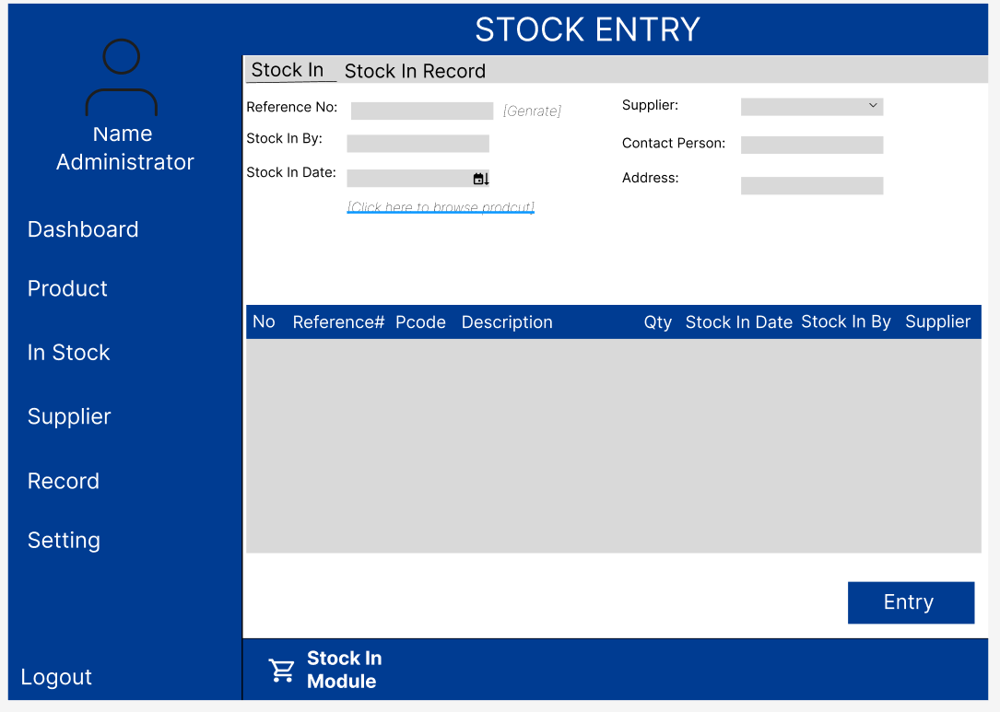 STOCK ENTRY
Name
Administrator
Dashboard
Product
In Stock
Supplier
Record
Setting
Logout
Stock In Stock In Record
Reference No: [Genrate]
Stock In By:
Stock In Date:
[Click here to browse prodcut]
Supplier:
Contact Person:
Address:
No Reference# Pcode Description Qty Stock In Date Stock In By Supplier
Entry
Stock In
Module